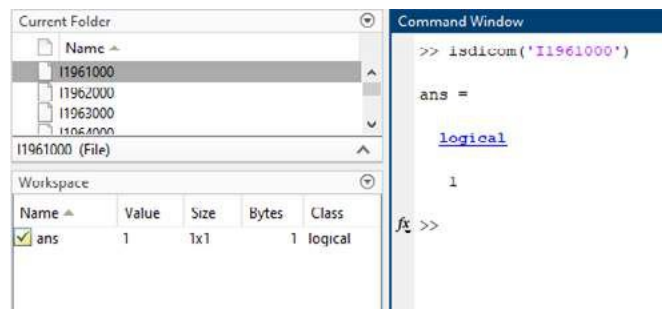 Current Folder
Name
I1961000
I1962000
I1963000
I1964000
I1961000 (File)
Workspace
Name Value Size Bytes Class
ans 1 1x1 1 logical
Command Window
>> isdicom('I1961000')
ans =
logical
1
fx >>